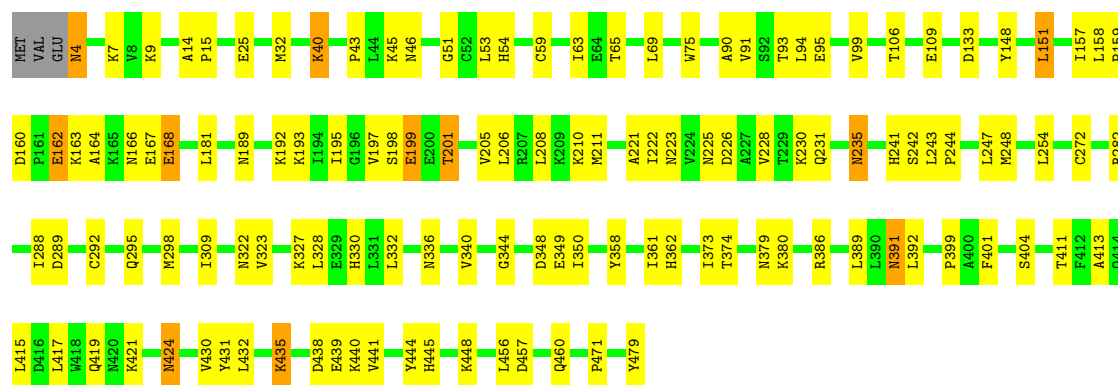 MET VAL GLU N4 K7 V8 K9 A14 P15 E25 M32 K40 P43 L44 K45 N46 G51 C52 L53 H54 C59 I63 E64 T65 L69 W75 A90 V91 S92 T93 L94 E95 V99 T106 E109 D133 Y148 L151 I157 L158
D160 P161 E162 K163 A164 K165 N166 E167 E168 L181 N189 K192 K193 I194 I195 G196 V197 S198 E199 E200 T201 V205 L206 R207 L208 K209 K210 M211 A221 I222 N223 V224 N225 D226 A227 V228 T229 K230 Q231 N235 H241 S242 L243 P244 L247 M248 L254 C272
I288 D289 C292 Q295 M298 I309 N322 V323 K327 L328 E329 H330 L331 L332 N336 V340 G344 D348 E349 I350 Y358 I361 H362 I373 T374 N379 K380 R386 L389 L390 N391 L392 P399 A400 F401 S404 T411 F412 A413 Q414
L415 D416 L417 W418 Q419 N420 K421 N424 V430 Y431 L432 K435 D438 E439 K440 V441 Y444 H445 K448 L456 D457 Q460 P471 Y479